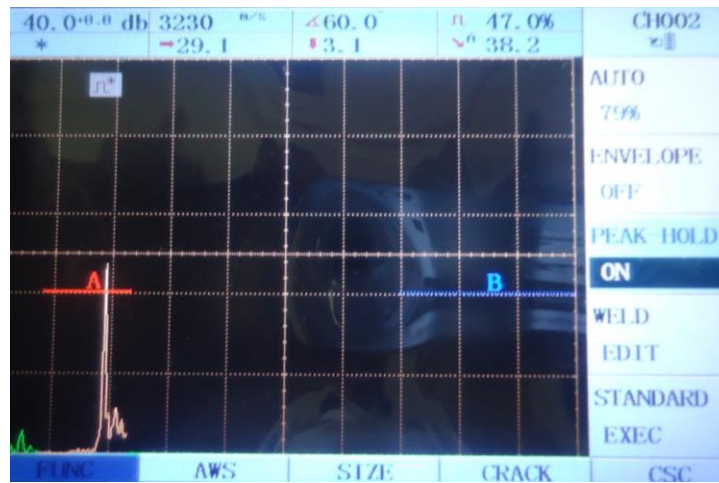 40.0+0.0 db 3230 m/s ∠60.0 47.0% CH002
* 29.1 3.1 38.2
AUTO
79%
ENVELOPE
OFF
PEAK HOLD
ON
A B
WELD
EDIT
STANDARD
EXEC
FUNC AWS SIZE CRACK CSC